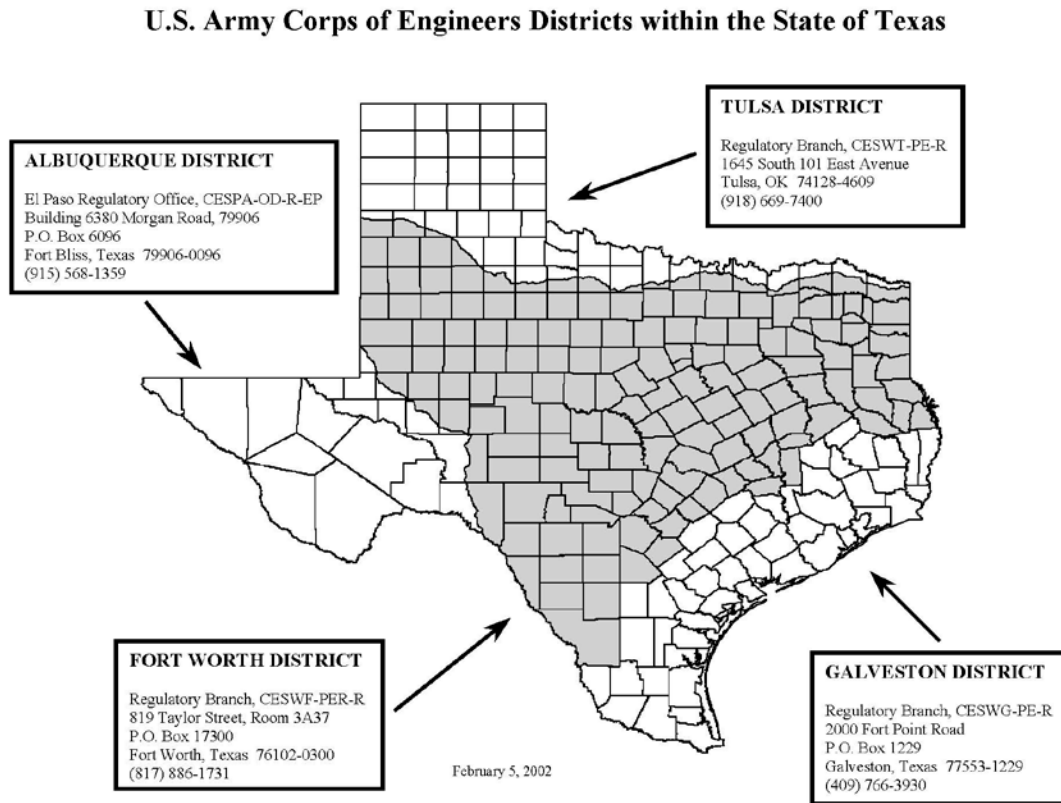 U.S. Army Corps of Engineers Districts within the State of Texas
TULSA DISTRICT
Regulatory Branch, CESWT-PE-R
1645 South 101 East Avenue
Tulsa, OK  74128-4609
(918) 669-7400
ALBUQUERQUE DISTRICT
El Paso Regulatory Office, CESPA-OD-R-EP
Building 6380 Morgan Road, 79906
P.O. Box 6096
Fort Bliss, Texas  79906-0096
(915) 568-1359
FORT WORTH DISTRICT
Regulatory Branch, CESWF-PER-R
819 Taylor Street, Room 3A37
P.O. Box 17300
Fort Worth, Texas  76102-0300
(817) 886-1731
GALVESTON DISTRICT
Regulatory Branch, CESWG-PE-R
2000 Fort Point Road
P.O. Box 1229
Galveston, Texas  77553-1229
(409) 766-3930
February 5, 2002